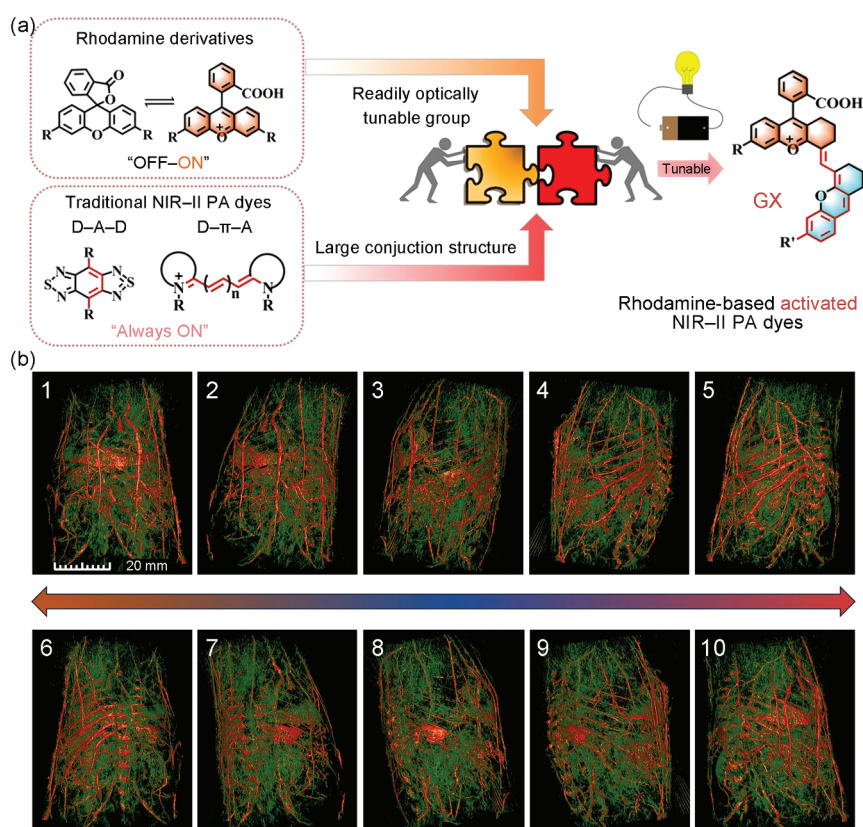 (a)
Rhodamine derivatives
O
O
COOH
R
O
R
R
O
+
R
"OFF–ON"
Traditional NIR–II PA dyes
D–A–D
D–π–A
R
N
N
S
S
N
N
R
+
N
R
n
N
R
"Always ON"
Readily optically
tunable group
Large conjuction structure
Tunable
COOH
+
R
O
GX
O
R'
Rhodamine-based activated
NIR–II PA dyes
(b)
1
2
3
4
5
20 mm
6
7
8
9
10